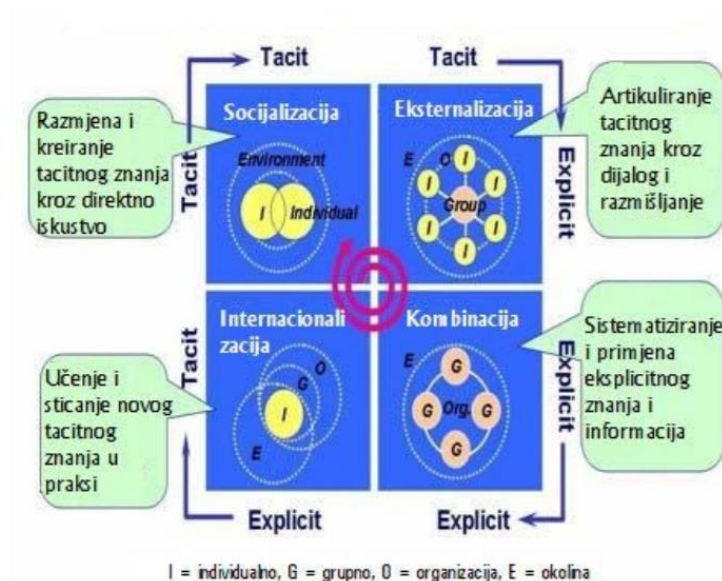 Tacit
Tacit
Razmjena i
kreiranje
tacitnog znanja
kroz direktno
iskustvo
Tacit
Socijalizacija
Environment
I
Individual
Eksternalizacija
E
O
I
I
I
Group
I
I
I
Explicit
Artikuliranje
tacitnog
znanja kroz
dijalog i
razmišljanje
Učenje i
sticanje novog
tacitnog
znanja u
praksi
Tacit
Internacionali
zacija
O
G
I
E
Kombinacija
E
G
G
Org.
G
G
Explicit
Sistematiziranje
i primjena
eksplicitnog
znanja i
informacija
Explicit
Explicit
I = individualno, G = grupno, O = organizacija, E = okolina